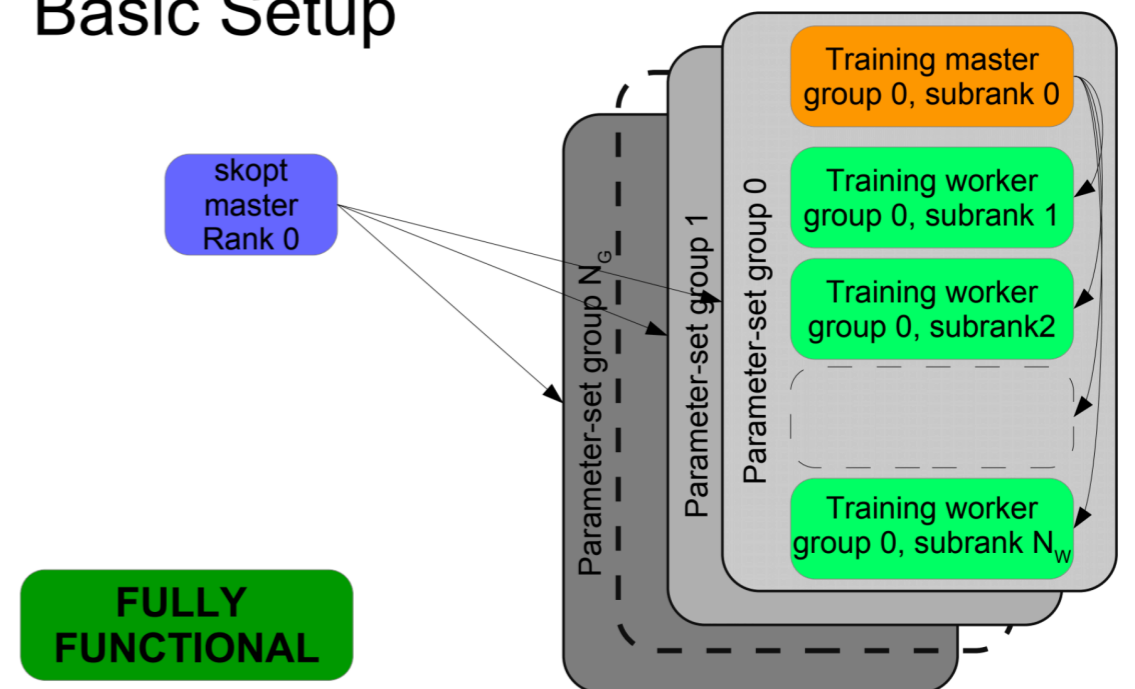 Basic Setup
skopt
master
Rank 0
Parameter-set group N_G
Parameter-set group 1
Parameter-set group 0
Training master
group 0, subrank 0
Training worker
group 0, subrank 1
Training worker
group 0, subrank2
Training worker
group 0, subrank N_W
FULLY
FUNCTIONAL